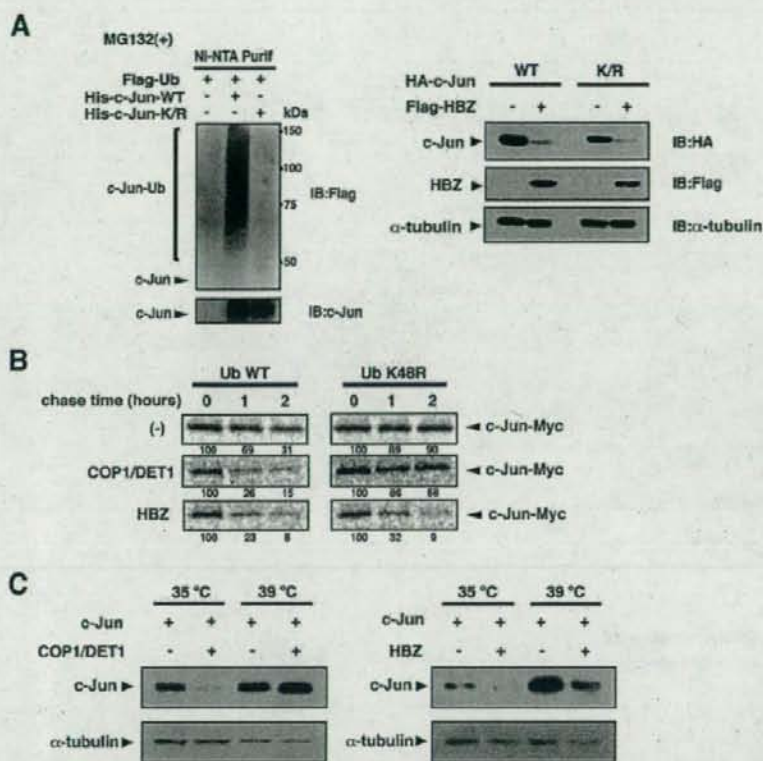 A
MG132(+)
Ni-NTA Purif
Flag-Ub + + +
His-c-Jun-WT - + -
His-c-Jun-K/R - - +
kDa
150
100
75
50
c-Jun-Ub
IB:Flag
c-Jun
c-Jun
IB:c-Jun
WT K/R
HA-c-Jun
Flag-HBZ - + - +
c-Jun IB:HA
HBZ IB:Flag
α-tubulin IB:α-tubulin
B
Ub WT Ub K48R
chase time (hours) 0 1 2 0 1 2
(-) c-Jun-Myc
100 69 31 100 89 90
COP1/DET1 c-Jun-Myc
100 26 15 100 86 68
HBZ c-Jun-Myc
100 23 8 100 32 9
C
35 °C 39 °C
c-Jun + + + +
COP1/DET1 - + - +
c-Jun
α-tubulin
35 °C 39 °C
c-Jun + + + +
HBZ - + - +
c-Jun
α-tubulin